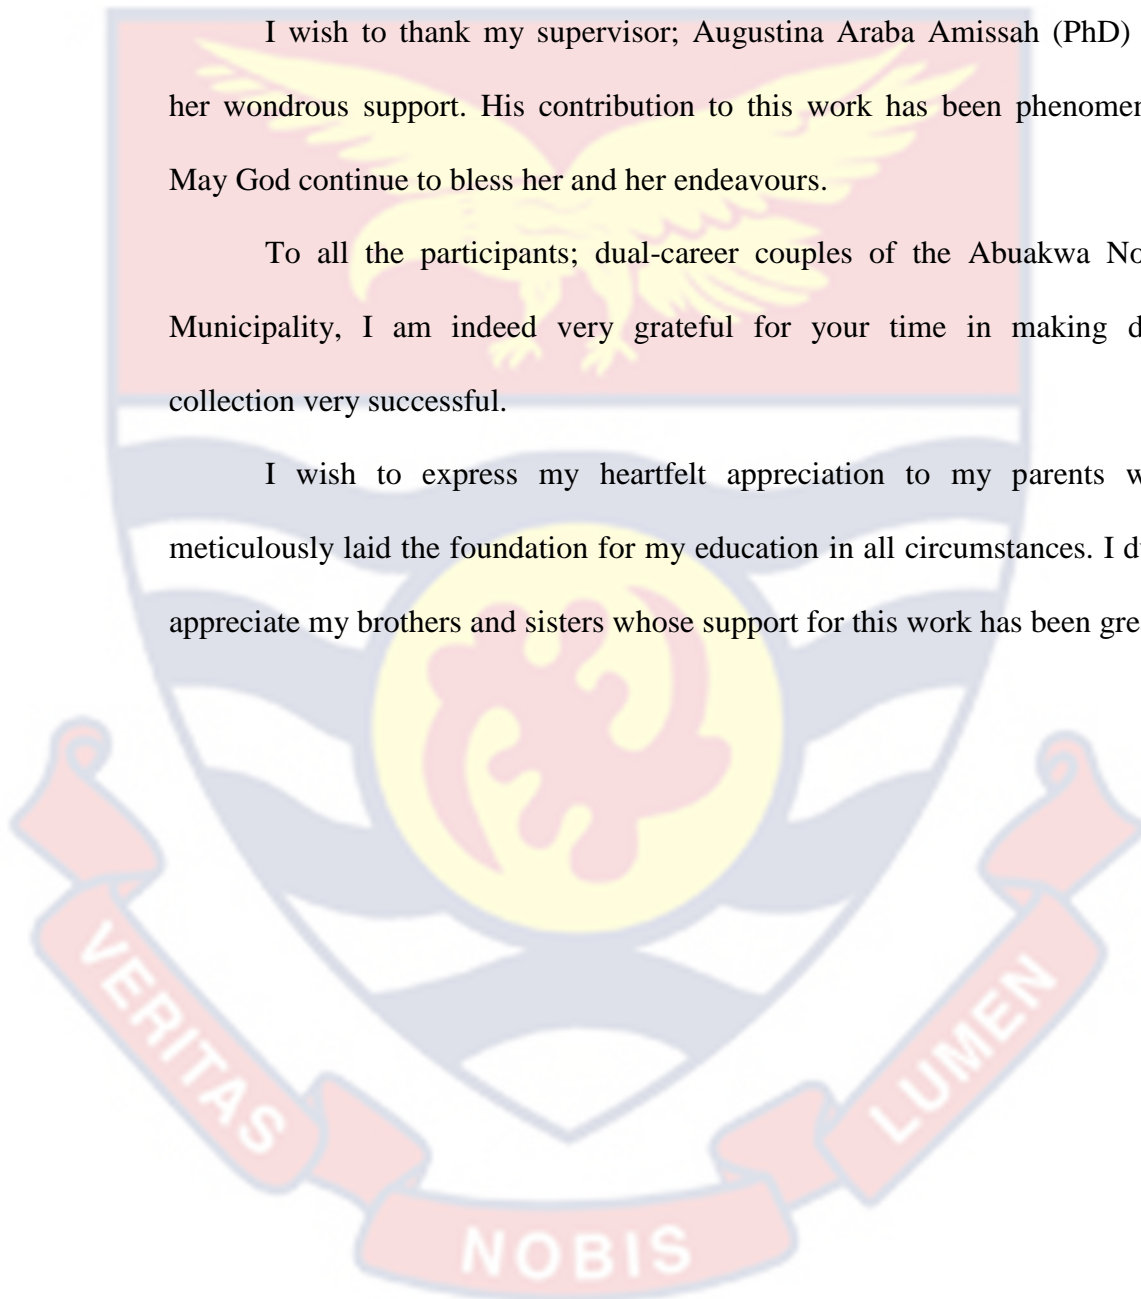 I wish to thank my supervisor; Augustina Araba Amissah (PhD)
her wondrous support. His contribution to this work has been phenomen
May God continue to bless her and her endeavours.
To all the participants; dual-career couples of the Abuakwa No
Municipality, I am indeed very grateful for your time in making d
collection very successful.
I wish to express my heartfelt appreciation to my parents w
meticulously laid the foundation for my education in all circumstances. I d
appreciate my brothers and sisters whose support for this work has been gre
VERITAS
NOBIS
LUMEN